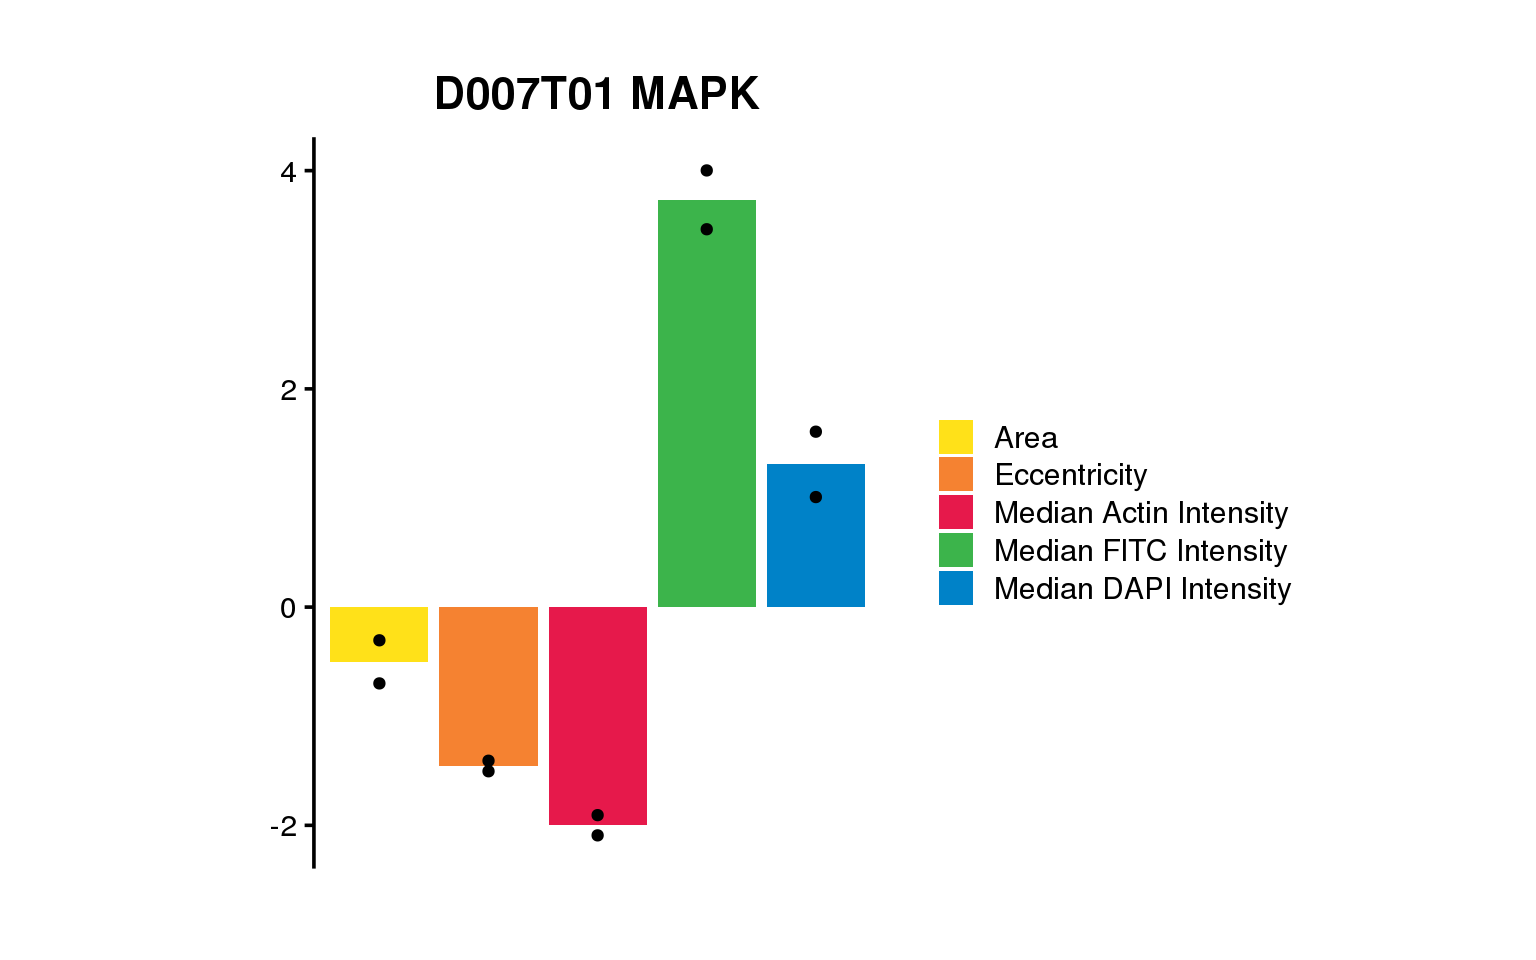 D007T01 MAPK
4
2
0
-2
Area
Eccentricity
Median Actin Intensity
Median FITC Intensity
Median DAPI Intensity